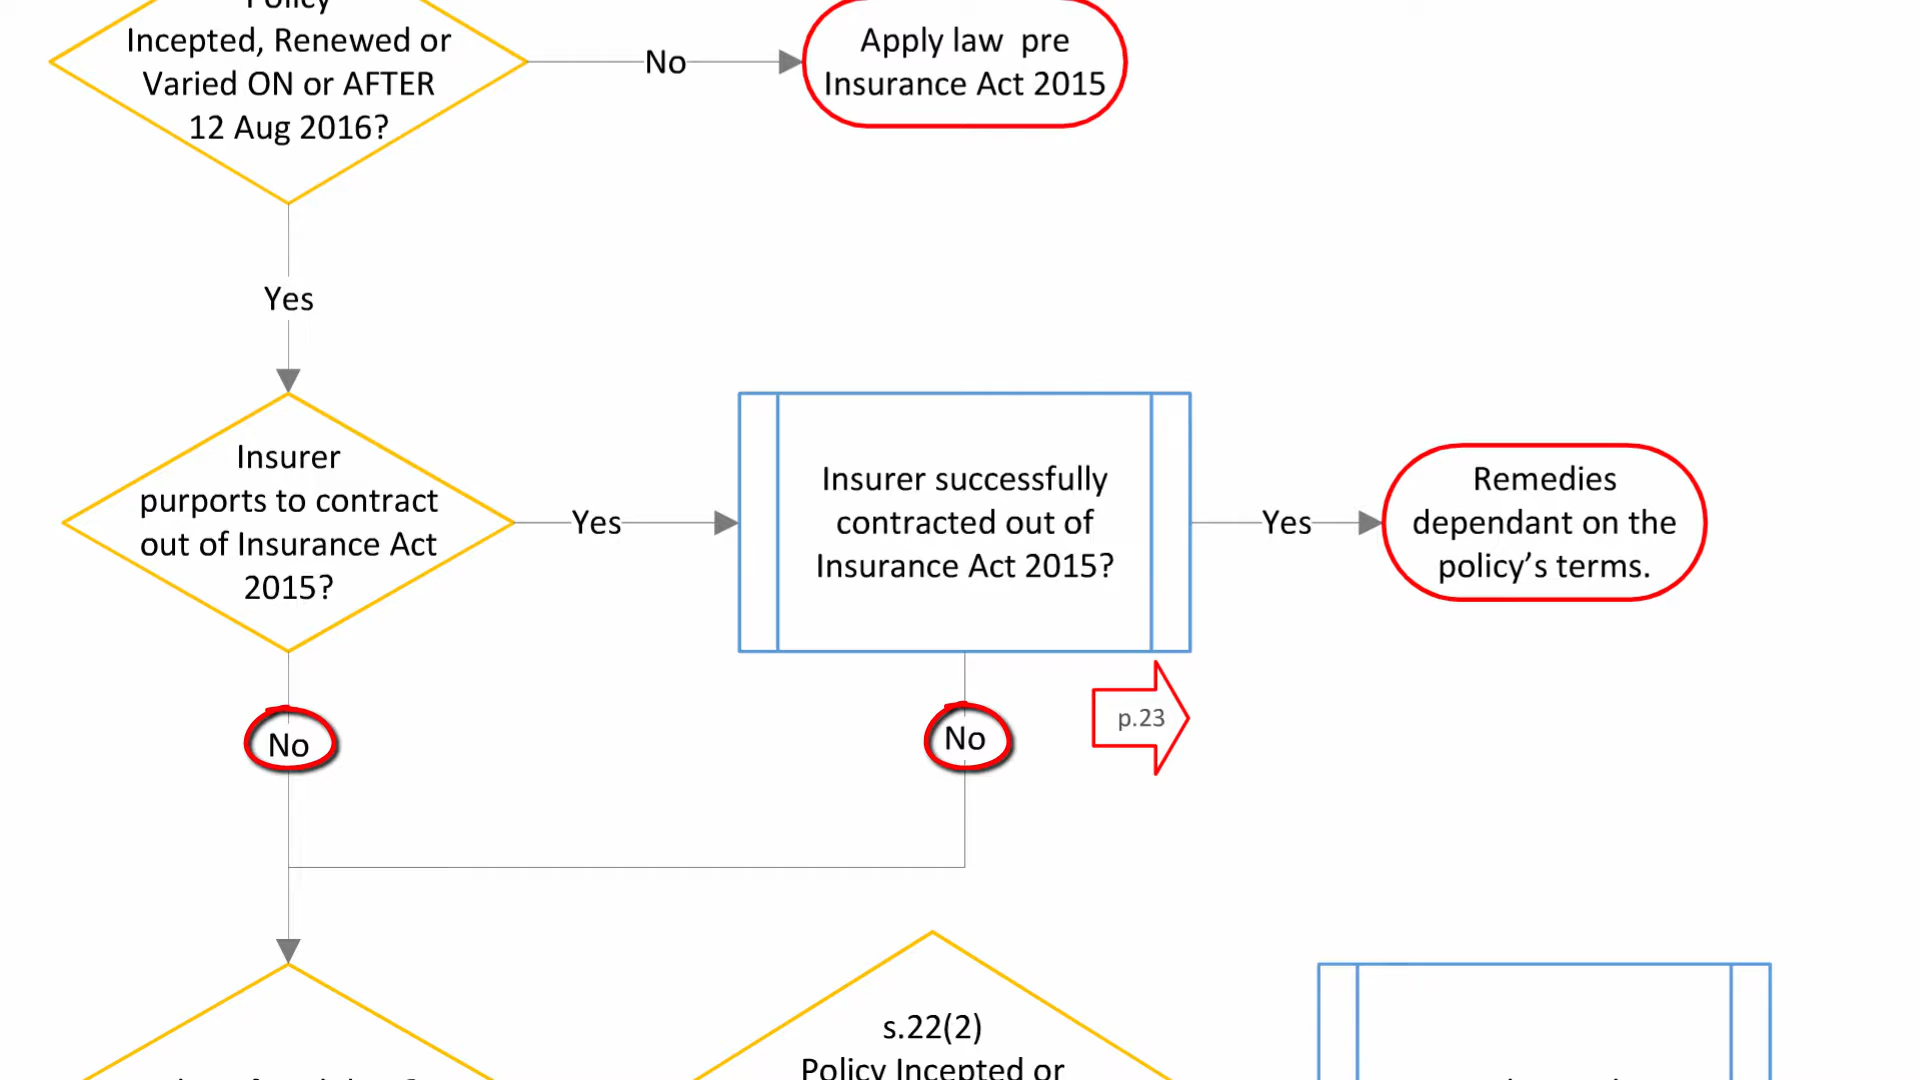 Policy
Incepted, Renewed or
Varied ON or AFTER
12 Aug 2016?
No
Apply law pre
Insurance Act 2015
Yes
Insurer
purports to contract
out of Insurance Act
2015?
Yes
Insurer successfully
contracted out of
Insurance Act 2015?
Yes
Remedies
dependant on the
policy’s terms.
No
No
p.23
s.22(2)
Policy Incepted or